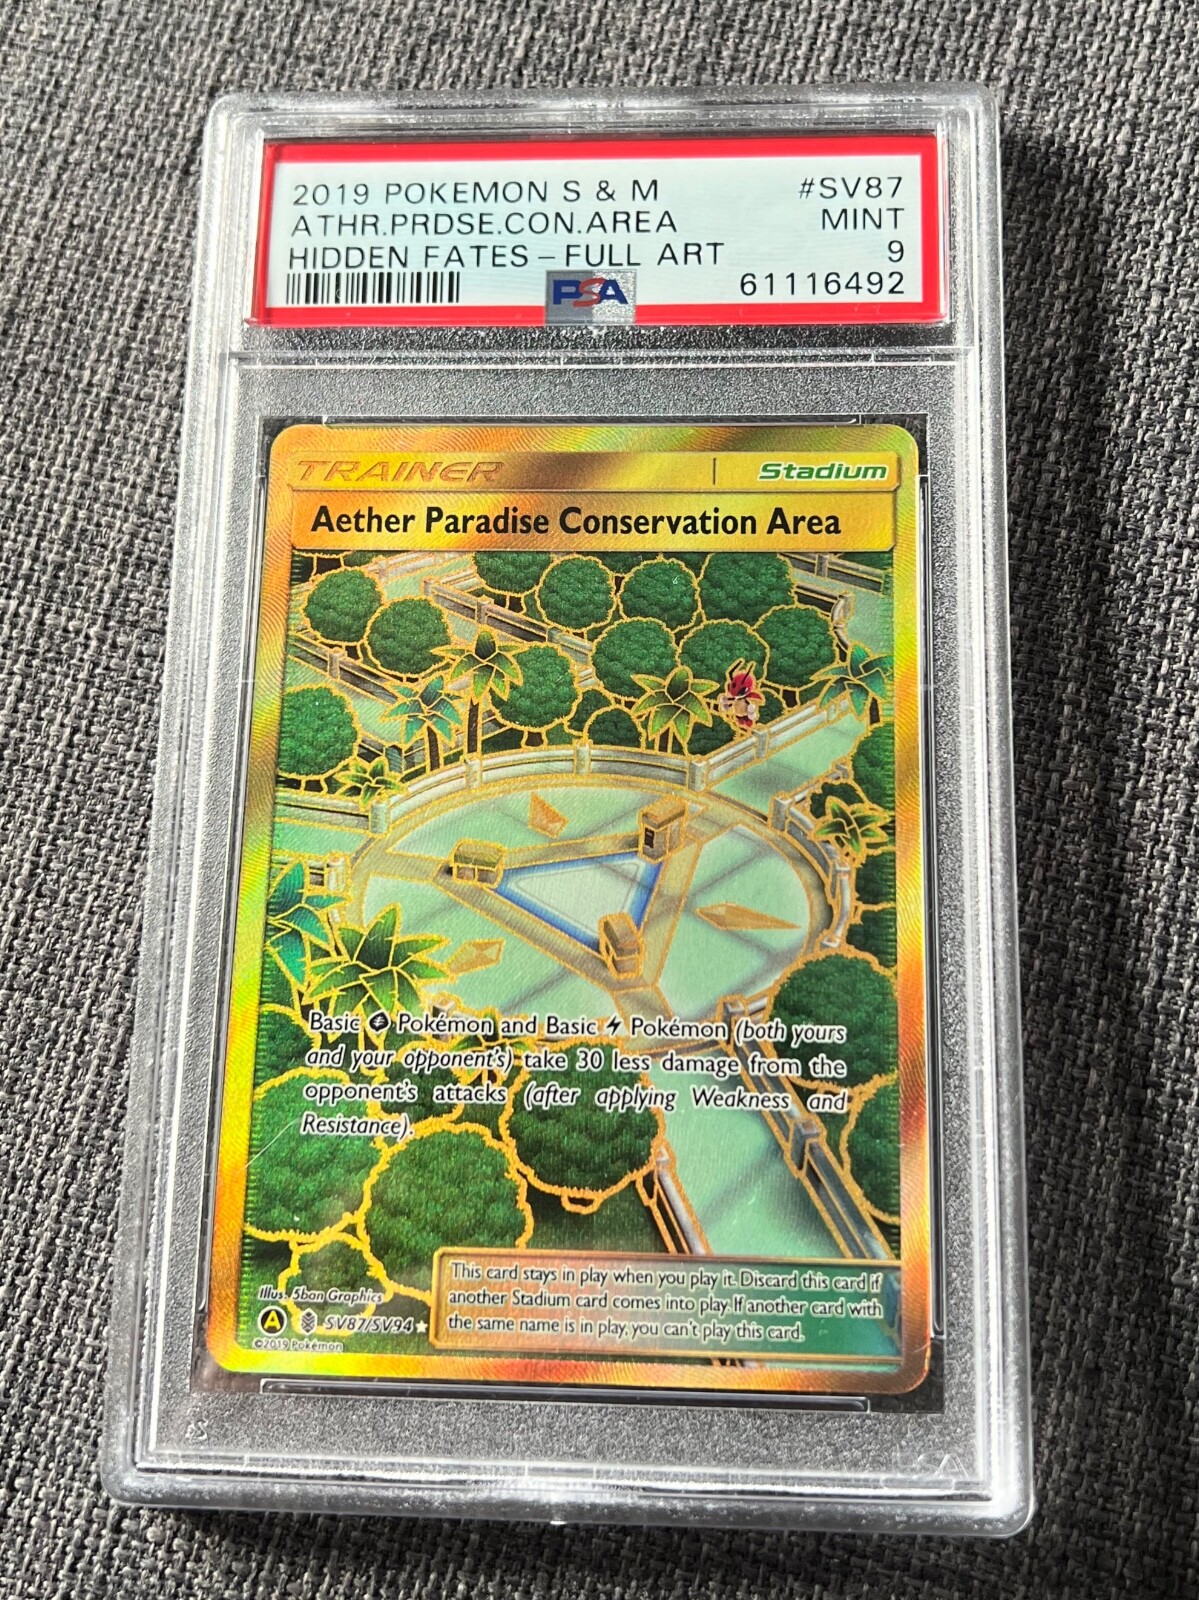 2019 POKEMON S & M #SV87
ATHR.PRDSE.CON.AREA MINT
HIDDEN FATES - FULL ART 9
PSA 61116492
TRAINER Stadium
Aether Paradise Conservation Area
Basic Pokémon and Basic Pokémon (both yours
and your opponent's) take 30 less damage from the
opponent's attacks (after applying Weakness and
Resistance).
This card stays in play when you play it. Discard this card if
another Stadium card comes into play. If another card with
the same name is in play, you can't play this card.
Illus. 5ban Graphics
A SV87/SV94
©2019 Pokémon